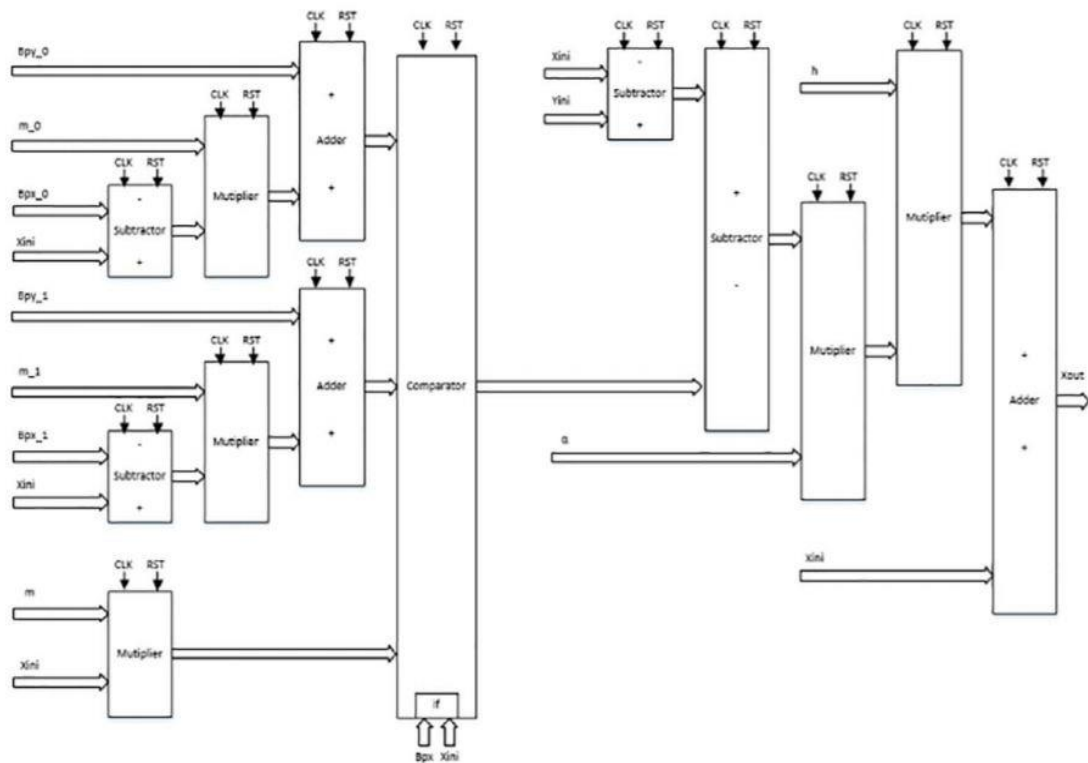 CLK RST
Bpy_0
+
Adder
+
CLK RST
m_0
Mutiplier
CLK RST
Bpx_0
-
Subtractor
Xini
+
CLK RST
Bpy_1
+
Adder
+
CLK RST
m_1
Mutiplier
CLK RST
Bpx_1
-
Subtractor
Xini
+
CLK RST
m
Mutiplier
Xini
CLK RST
Comparator
if
Bpx Xini
CLK RST
Xini
-
Subtractor
Yini
+
CLK RST
+
Subtractor
-
CLK RST
Mutiplier
α
CLK RST
h
Mutiplier
CLK RST
+
Adder
+
Xini
Xout